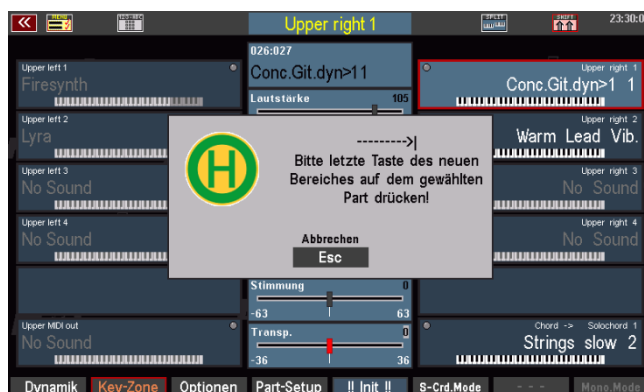 MENU
Upper right 1
SPLIT
SHIFT
23:30:0
Upper left 1
Firesynth
Upper left 2
Lyra
Upper left 3
No Sound
Upper left 4
No Sound
Upper MIDI out
No Sound
026:027
Conc.Git.dyn>11
Lautstärke 105
--------->|
Bitte letzte Taste des neuen
Bereiches auf dem gewählten
Part drücken!
Abbrechen
Esc
H
Stimmung 0
-63 63
Transp. 0
-36 36
Upper right 1
Conc.Git.dyn>1 1
Upper right 2
Warm Lead Vib.
Upper right 3
No Sound
Upper right 4
No Sound
Chord -> Solochord 1
Strings slow 2
Dynamik Key-Zone Optionen Part-Setup !! Init !! S-Crd.Mode - - - Mono.Mode